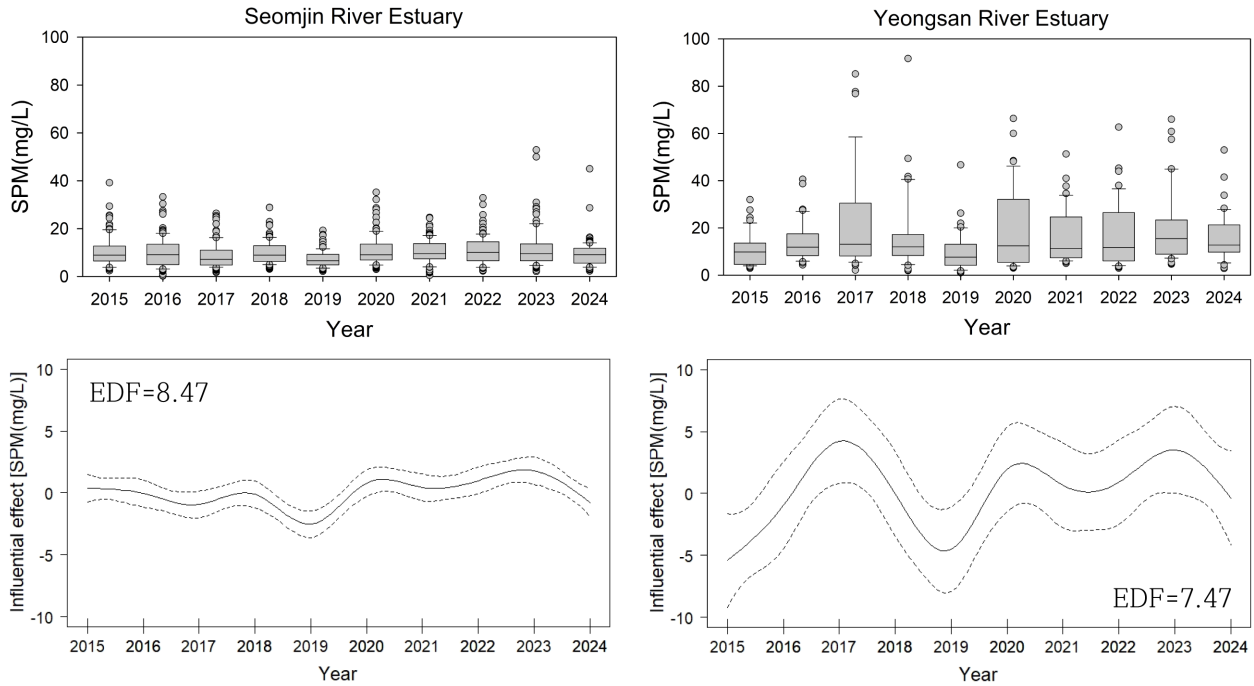 Seomjin River Estuary
SPM(mg/L)
100
80
60
40
20
0
2015 2016 2017 2018 2019 2020 2021 2022 2023 2024
Year
Yeongsan River Estuary
SPM(mg/L)
100
80
60
40
20
0
2015 2016 2017 2018 2019 2020 2021 2022 2023 2024
Year
EDF=8.47
Influential effect [SPM(mg/L)]
10
5
0
-5
-10
2015 2016 2017 2018 2019 2020 2021 2022 2023 2024
Year
Influential effect [SPM(mg/L)]
10
5
0
-5
-10
EDF=7.47
2015 2016 2017 2018 2019 2020 2021 2022 2023 2024
Year